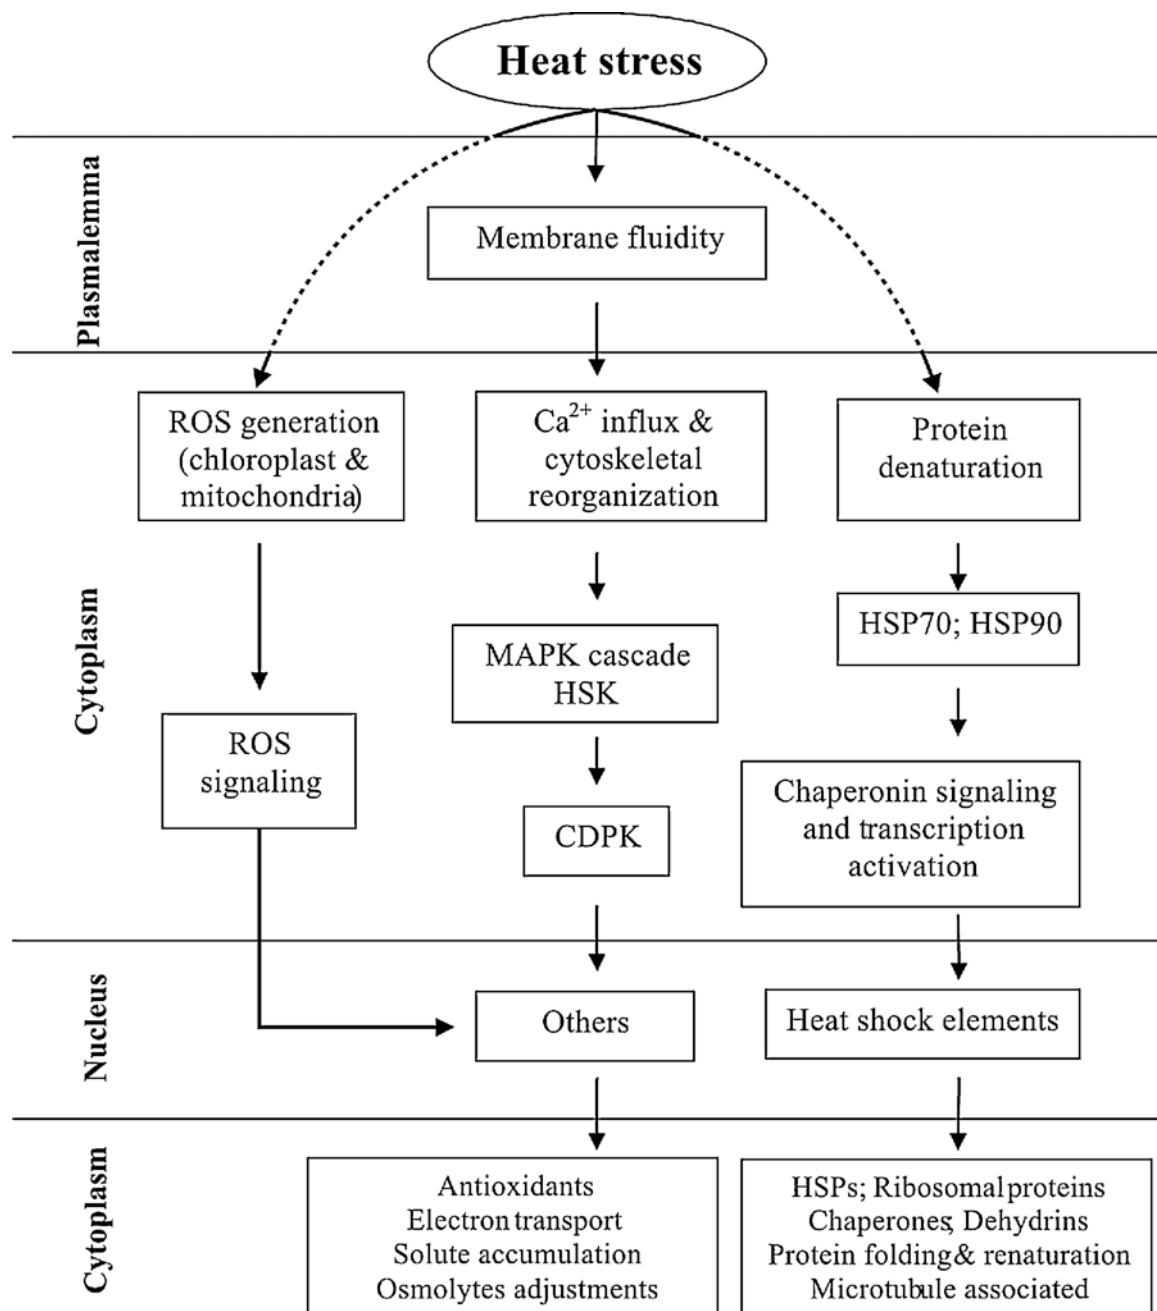 Heat stress
Plasmalemma
Membrane fluidity
Cytoplasm
ROS generation
(chloroplast &
mitochondria)
Ca²⁺ influx &
cytoskeletal
reorganization
Protein
denaturation
HSP70; HSP90
MAPK cascade
HSK
ROS
signaling
CDPK
Chaperonin signaling
and transcription
activation
Nucleus
Others
Heat shock elements
Cytoplasm
Antioxidants
Electron transport
Solute accumulation
Osmolytes adjustments
HSPs; Ribosomal proteins
Chaperones; Dehydrins
Protein folding & renaturation
Microtubule associated